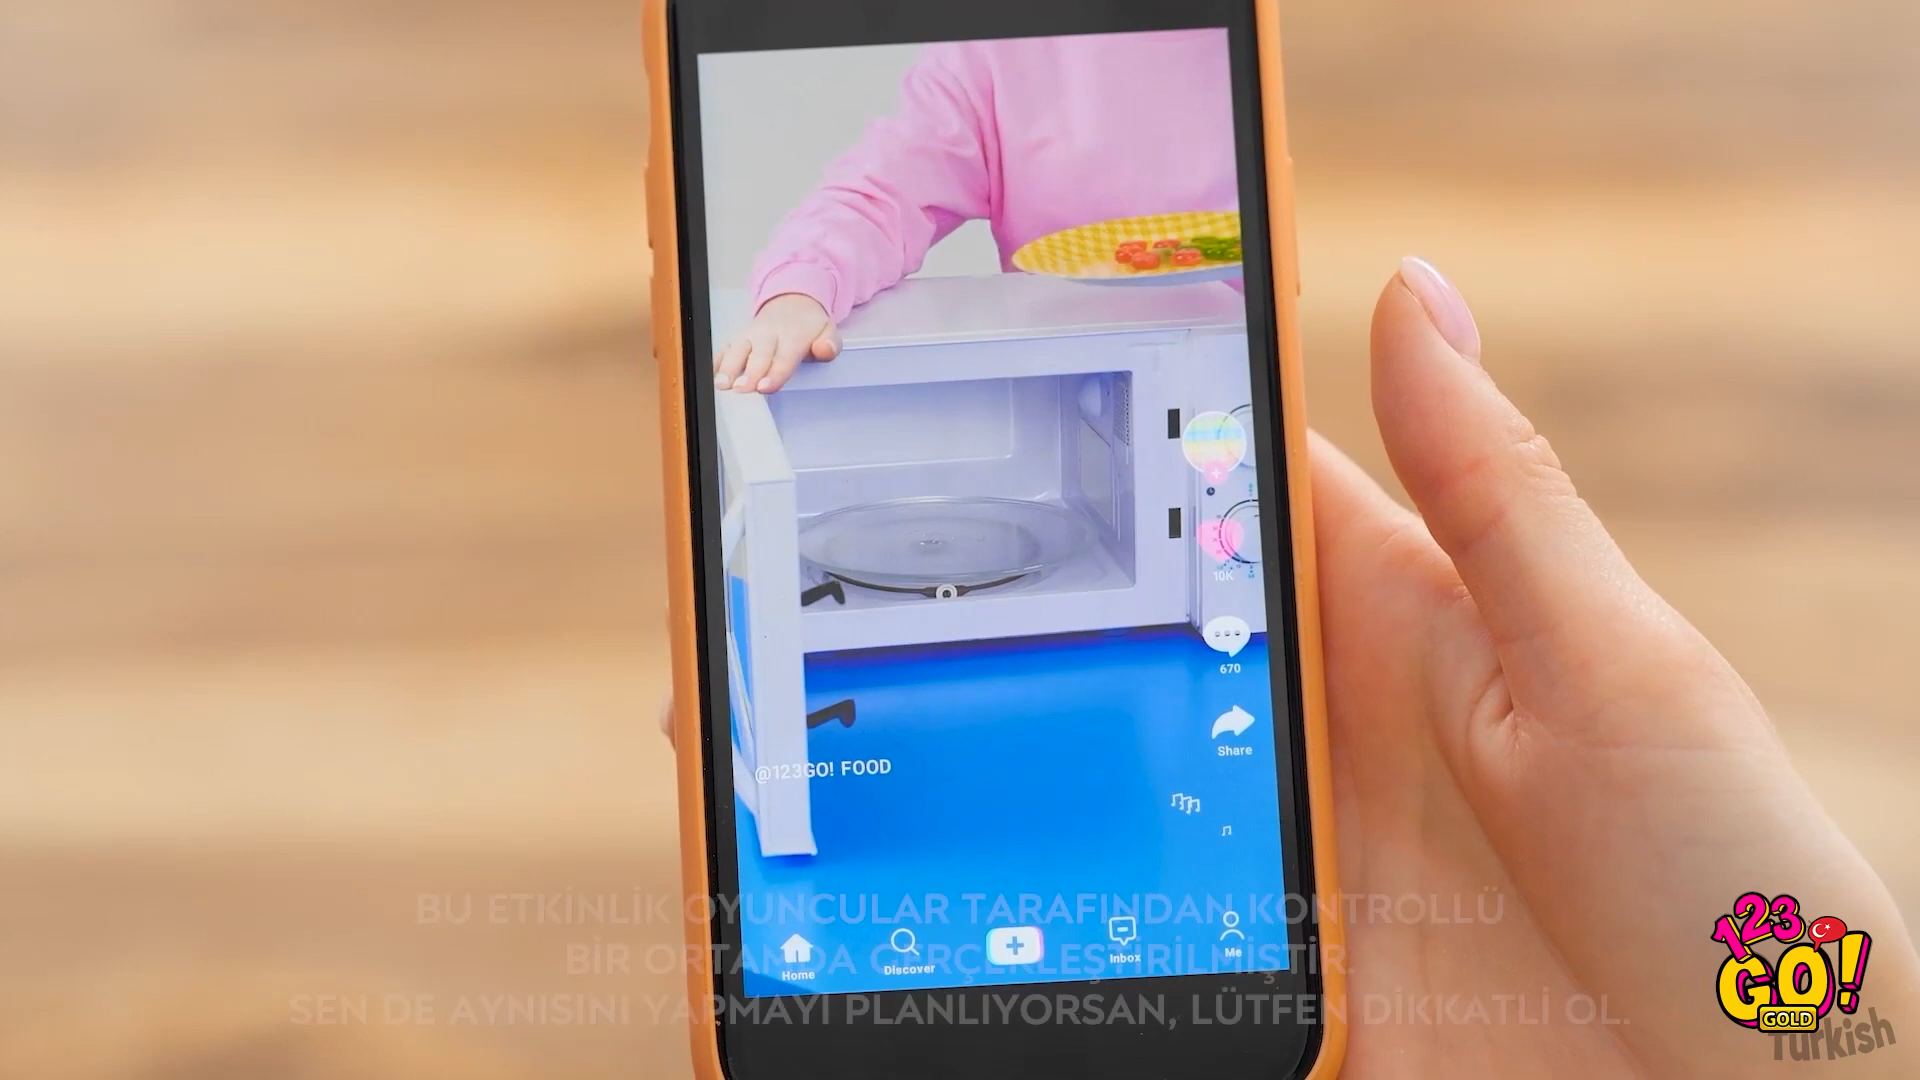 10K
670
Share
@123GO! FOOD
BU ETKİNLİK OYUNCULAR TARAFINDAN KONTROLLÜ
BİR ORTAMDA GERÇEKLEŞTİRİLMİŞTİR.
SEN DE AYNISINI YAPMAYI PLANLIYORSAN, LÜTFEN DİKKATLİ OL.
Home
Discover
Inbox
Me
123
GO!
GOLD
Turkish